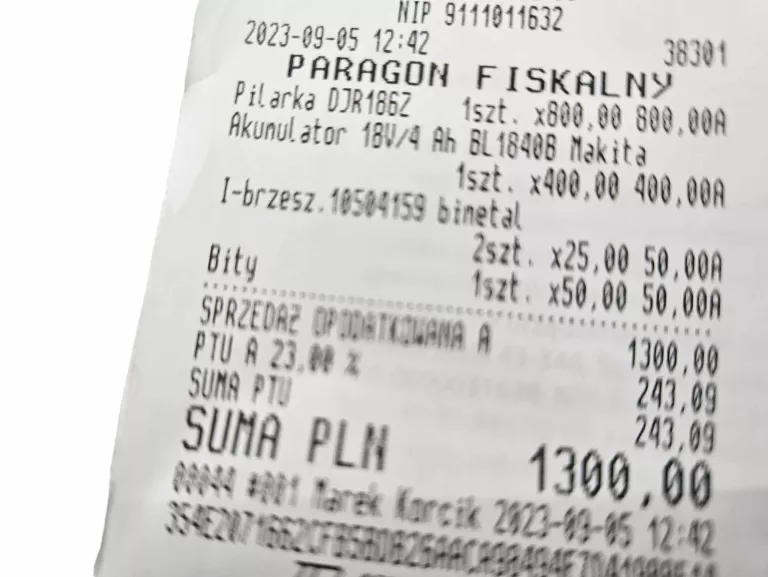 NIP 9111011632
2023-09-05 12:42 38301
PARAGON FISKALNY
Pilarka DJR186Z 1szt. x800,00 800,00A
Akunulator 18V/4 Ah BL1840B Makita
1szt. x400,00 400,00A
I-brzesz.10504159 binetal
2szt. x25,00 50,00A
Bity 1szt. x50,00 50,00A
SPRZEDAŻ OPODATKOWANA A 1300,00
PTU A 23,00 % 243,09
SUMA PTU 243,09
SUMA PLN 1300,00
00044 #001 Marek Korcik 2023-09-05 12:42